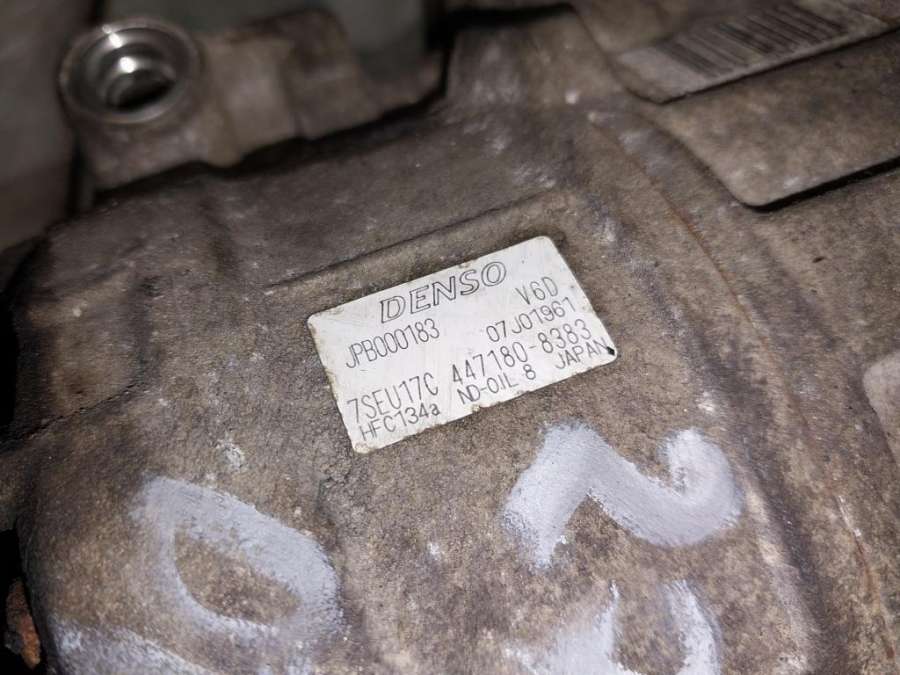 DENSO
JPB000183 V6D
07J01961
7SEU17C 447180-8383
HFC134a ND-OIL 8 JAPAN